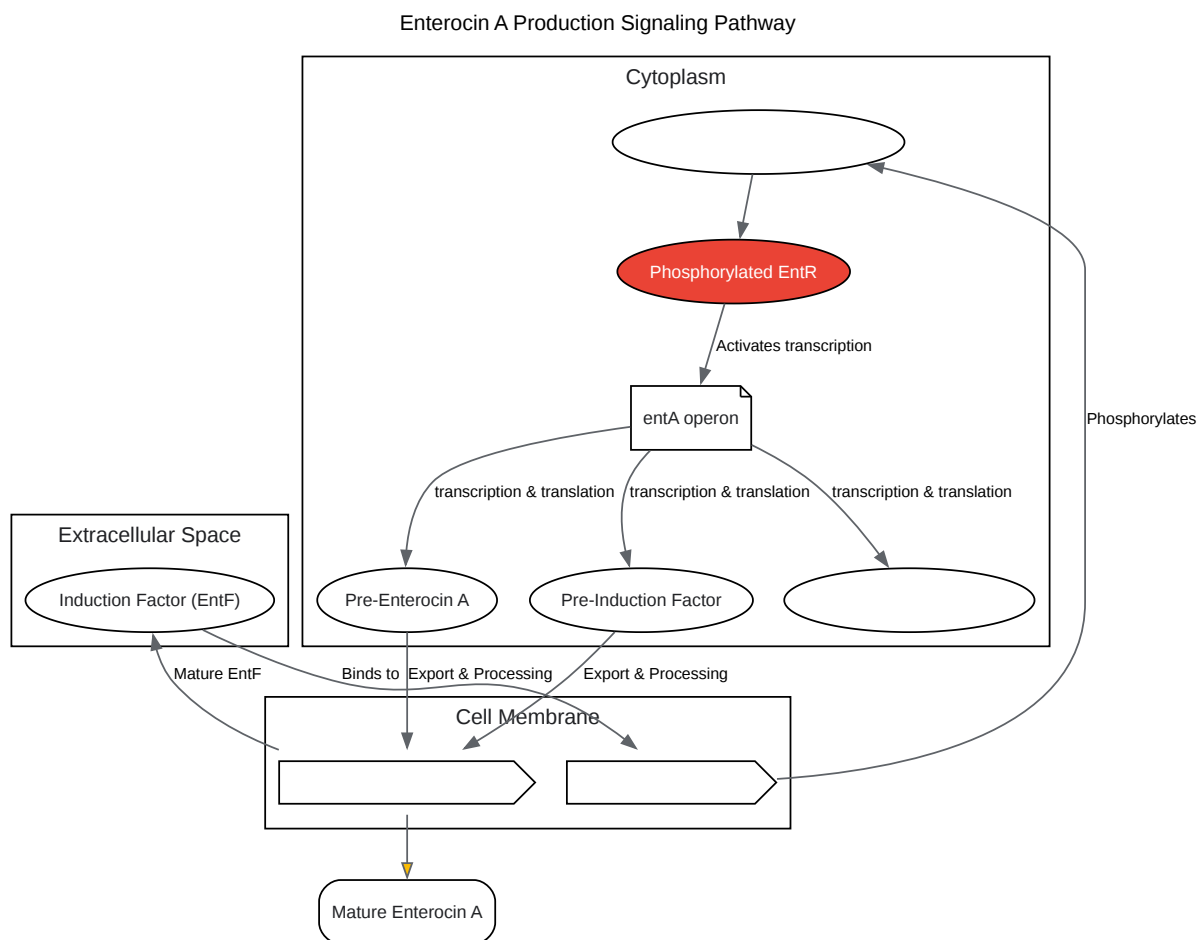 Enterocin A Production Signaling Pathway
Cytoplasm
Phosphorylated EntR
Activates transcription
entA operon
Phosphorylates
transcription & translation
transcription & translation
transcription & translation
Extracellular Space
Induction Factor (EntF)
Pre-Enterocin A
Pre-Induction Factor
Mature EntF
Binds to
Export & Processing
Export & Processing
Cell Membrane
Mature Enterocin A